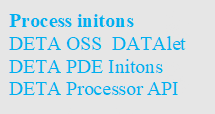 Process initons
DETA OSS  DATAlet
DETA PDE Initons
DETA Processor API